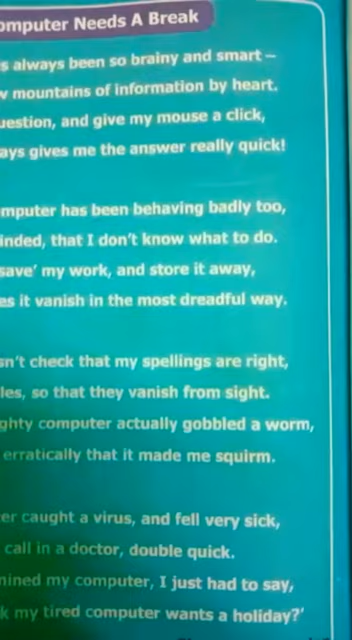 omputer Needs A Break
s always been so brainy and smart –
w mountains of information by heart.
uestion, and give my mouse a click,
ays gives me the answer really quick!
mputer has been behaving badly too,
inded, that I don't know what to do.
save' my work, and store it away,
es it vanish in the most dreadful way.
sn't check that my spellings are right,
les, so that they vanish from sight.
ghty computer actually gobbled a worm,
erratically that it made me squirm.
er caught a virus, and fell very sick,
call in a doctor, double quick.
mined my computer, I just had to say,
k my tired computer wants a holiday?'